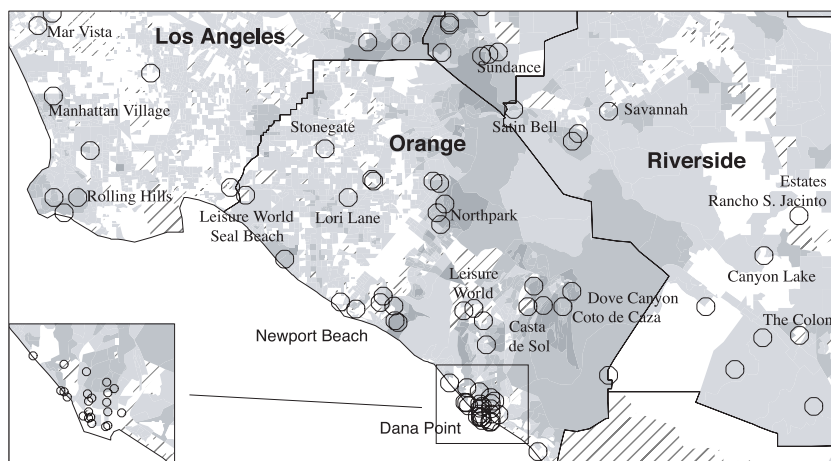 Mar Vista
Los Angeles
Sundance
Manhattan Village
Stonegate
Orange
Satin Bell
Savannah
Riverside
Rolling Hills
Leisure World
Seal Beach
Lori Lane
Northpark
Estates
Rancho S. Jacinto
Canyon Lake
Leisure
World
Dove Canyon
Coto de Caza
Casta
de Sol
The Colon
Newport Beach
Dana Point